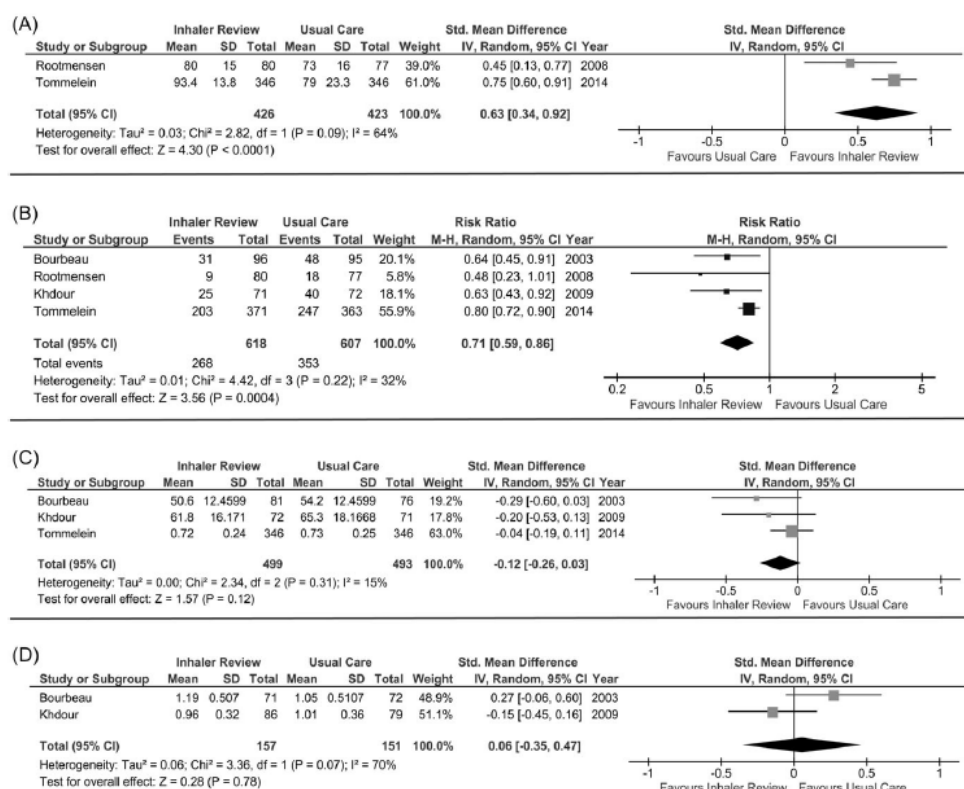 (A)
Inhaler Review Usual Care Std. Mean Difference Std. Mean Difference
Study or Subgroup Mean SD Total Mean SD Total Weight IV, Random, 95% CI Year IV, Random, 95% CI
Rootmensen 80 15 80 73 16 77 39.0% 0.45 [0.13, 0.77] 2008
Tommelein 93.4 13.8 346 79 23.3 346 61.0% 0.75 [0.60, 0.91] 2014
Total (95% CI) 426 423 100.0% 0.63 [0.34, 0.92]
Heterogeneity: Tau² = 0.03; Chi² = 2.82, df = 1 (P = 0.09); I² = 64%
Test for overall effect: Z = 4.30 (P < 0.0001)
-1 -0.5 0 0.5 1
Favours Usual Care Favours Inhaler Review
(B)
Inhaler Review Usual Care Risk Ratio Risk Ratio
Study or Subgroup Events Total Events Total Weight M-H, Random, 95% CI Year M-H, Random, 95% CI
Bourbeau 31 96 48 95 20.1% 0.64 [0.45, 0.91] 2003
Rootmensen 9 80 18 77 5.8% 0.48 [0.23, 1.01] 2008
Khdour 25 71 40 72 18.1% 0.63 [0.43, 0.92] 2009
Tommelein 203 371 247 363 55.9% 0.80 [0.72, 0.90] 2014
Total (95% CI) 618 607 100.0% 0.71 [0.59, 0.86]
Total events 268 353
Heterogeneity: Tau² = 0.01; Chi² = 4.42, df = 3 (P = 0.22); I² = 32%
Test for overall effect: Z = 3.56 (P = 0.0004)
0.2 0.5 1 2 5
Favours Inhaler Review Favours Usual Care
(C)
Inhaler Review Usual Care Std. Mean Difference Std. Mean Difference
Study or Subgroup Mean SD Total Mean SD Total Weight IV, Random, 95% CI Year IV, Random, 95% CI
Bourbeau 50.6 12.4599 81 54.2 12.4599 76 19.2% -0.29 [-0.60, 0.03] 2003
Khdour 61.8 16.171 72 65.3 18.1668 71 17.8% -0.20 [-0.53, 0.13] 2009
Tommelein 0.72 0.24 346 0.73 0.25 346 63.0% -0.04 [-0.19, 0.11] 2014
Total (95% CI) 499 493 100.0% -0.12 [-0.26, 0.03]
Heterogeneity: Tau² = 0.00; Chi² = 2.34, df = 2 (P = 0.31); I² = 15%
Test for overall effect: Z = 1.57 (P = 0.12)
-1 -0.5 0 0.5 1
Favours Inhaler Review Favours Usual Care
(D)
Inhaler Review Usual Care Std. Mean Difference Std. Mean Difference
Study or Subgroup Mean SD Total Mean SD Total Weight IV, Random, 95% CI Year IV, Random, 95% CI
Bourbeau 1.19 0.507 71 1.05 0.5107 72 48.9% 0.27 [-0.06, 0.60] 2003
Khdour 0.96 0.32 86 1.01 0.36 79 51.1% -0.15 [-0.45, 0.16] 2009
Total (95% CI) 157 151 100.0% 0.06 [-0.35, 0.47]
Heterogeneity: Tau² = 0.06; Chi² = 3.36, df = 1 (P = 0.07); I² = 70%
Test for overall effect: Z = 0.28 (P = 0.78)
-1 -0.5 0 0.5 1
Favours Inhaler Review Favours Usual Care